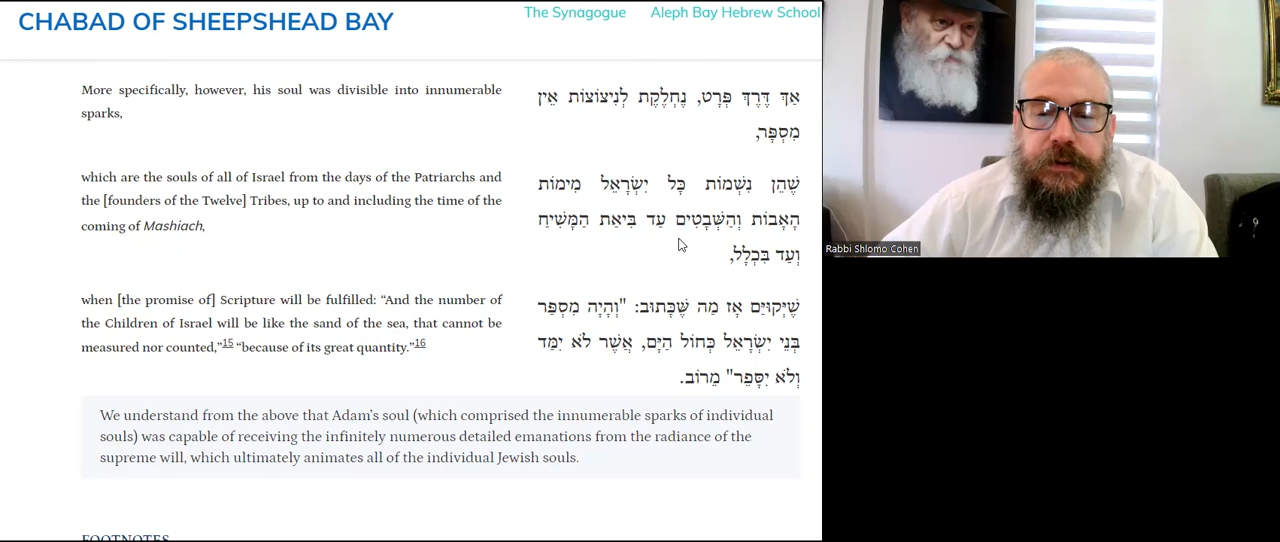 CHABAD OF SHEEPSHEAD BAY
The Synagogue
Aleph Bay Hebrew School
More specifically, however, his soul was divisible into innumerable
sparks,
אַךְ דֶּרֶךְ פְּרָט, נֶחְלֶקֶת לְנִיצוֹצוֹת אֵין
מִסְפָּר,
which are the souls of all of Israel from the days of the Patriarchs and
the [founders of the Twelve] Tribes, up to and including the time of the
coming of Mashiach,
שֶׁהֵן נִשְׁמוֹת כָּל יִשְׂרָאֵל מִימוֹת
הָאָבוֹת וְהַשְּׁבָטִים עַד בִּיאַת הַמָּשִׁיחַ
וְעַד בִּכְלָל,
when [the promise of] Scripture will be fulfilled: “And the number of
the Children of Israel will be like the sand of the sea, that cannot be
measured nor counted,”15 “because of its great quantity.”16
שֶׁיְּקוּיַּם אָז מַה שֶּׁכָּתוּב: "וְהָיָה מִסְפַּר
בְּנֵי יִשְׂרָאֵל כְּחוֹל הַיָּם, אֲשֶׁר לֹא יִמַּד
וְלֹא יִסָּפֵר" מֵרוֹב.
We understand from the above that Adam’s soul (which comprised the innumerable sparks of individual
souls) was capable of receiving the infinitely numerous detailed emanations from the radiance of the
supreme will, which ultimately animates all of the individual Jewish souls.
FOOTNOTES
Rabbi Shlomo Cohen